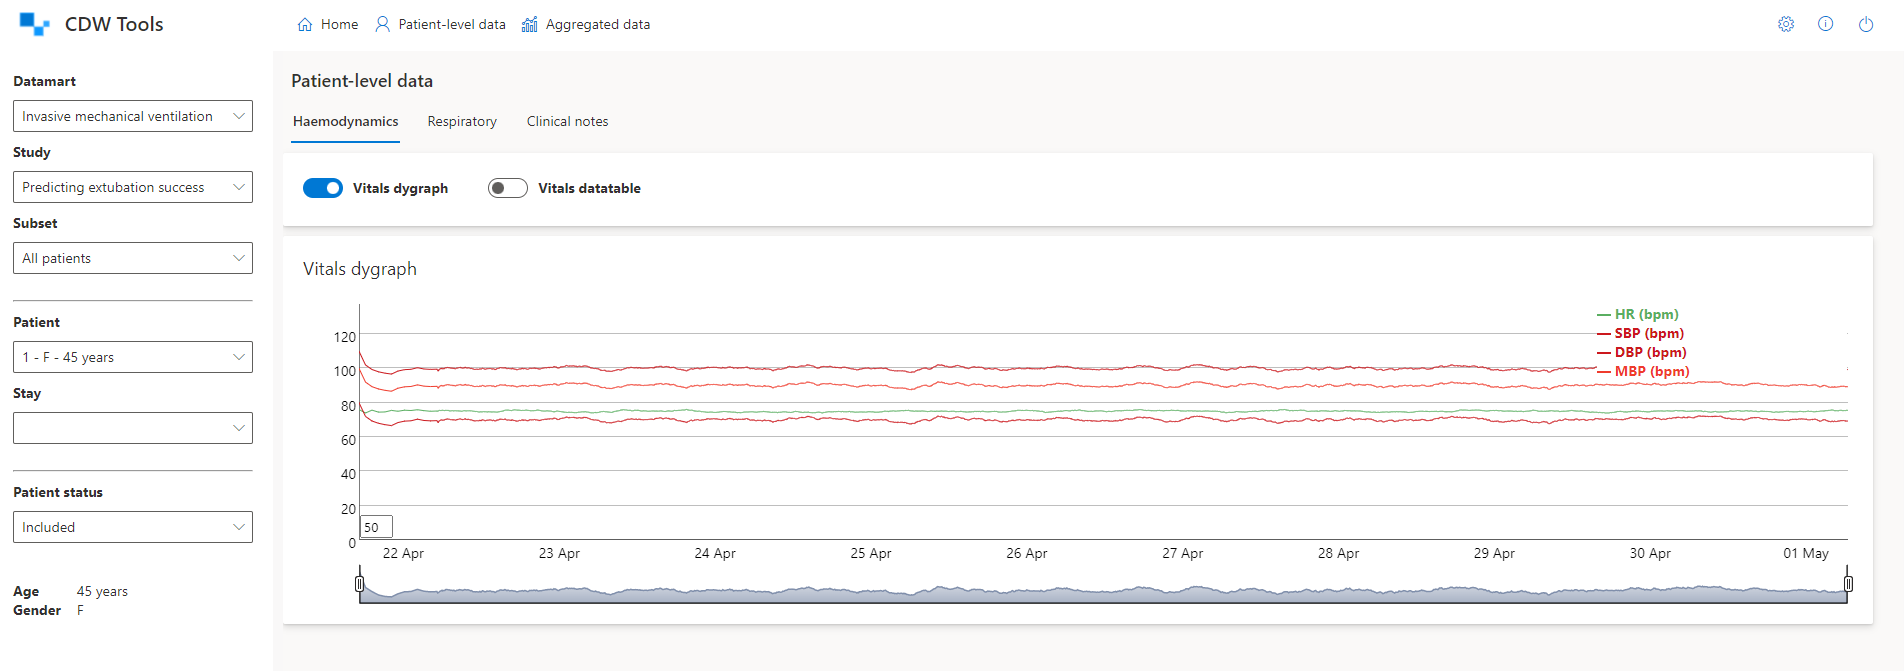 CDW Tools
Home Patient-level data Aggregated data
Datamart
Invasive mechanical ventilation
Study
Predicting extubation success
Subset
All patients
Patient
1 - F - 45 years
Stay
Patient status
Included
Age 45 years
Gender F
Patient-level data
Haemodynamics Respiratory Clinical notes
Vitals dygraph Vitals datatable
Vitals dygraph
HR (bpm)
SBP (bpm)
DBP (bpm)
MBP (bpm)
120
100
80
60
40
20
0
50
22 Apr 23 Apr 24 Apr 25 Apr 26 Apr 27 Apr 28 Apr 29 Apr 30 Apr 01 May